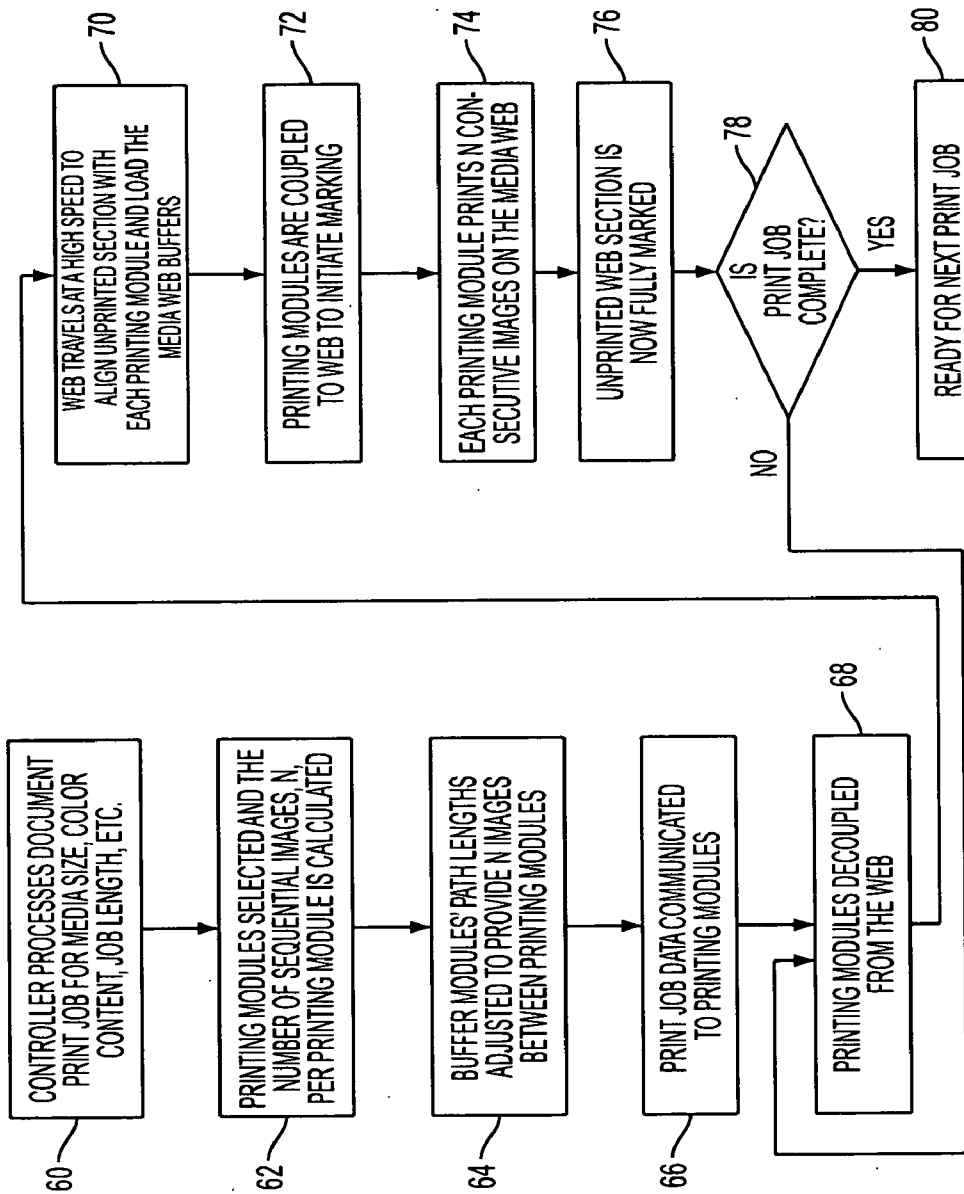 60
CONTROLLER PROCESSES DOCUMENT
PRINT JOB FOR MEDIA SIZE, COLOR
CONTENT, JOB LENGTH, ETC.
62
PRINTING MODULES SELECTED AND THE
NUMBER OF SEQUENTIAL IMAGES, N,
PER PRINTING MODULE IS CALCULATED
64
BUFFER MODULES' PATH LENGTHS
ADJUSTED TO PROVIDE N IMAGES
BETWEEN PRINTING MODULES
66
PRINT JOB DATA COMMUNICATED
TO PRINTING MODULES
68
PRINTING MODULES DECOUPLED
FROM THE WEB
70
WEB TRAVELS AT A HIGH SPEED TO
ALIGN UNPRINTED SECTION WITH
EACH PRINTING MODULE AND LOAD THE
MEDIA WEB BUFFERS
72
PRINTING MODULES ARE COUPLED
TO WEB TO INITIATE MARKING
74
EACH PRINTING MODULE PRINTS N CON-
SECUTIVE IMAGES ON THE MEDIA WEB
76
UNPRINTED WEB SECTION IS
NOW FULLY MARKED
78
IS
PRINT JOB
COMPLETE?
NO
YES
80
READY FOR NEXT PRINT JOB